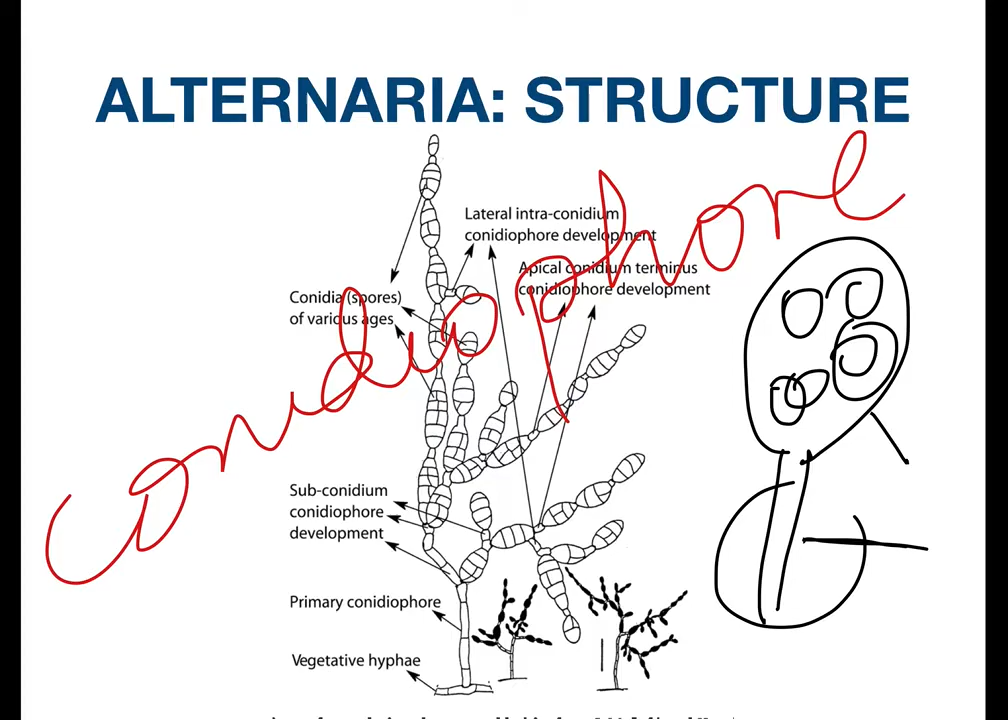 ALTERNARIA: STRUCTURE
Lateral intra-conidium
conidiophore development
Apical conidium terminus
conidiophore development
Conidia (spores)
of various ages
conidiophore
Sub-conidium
conidiophore
development
Primary conidiophore
Vegetative hyphae